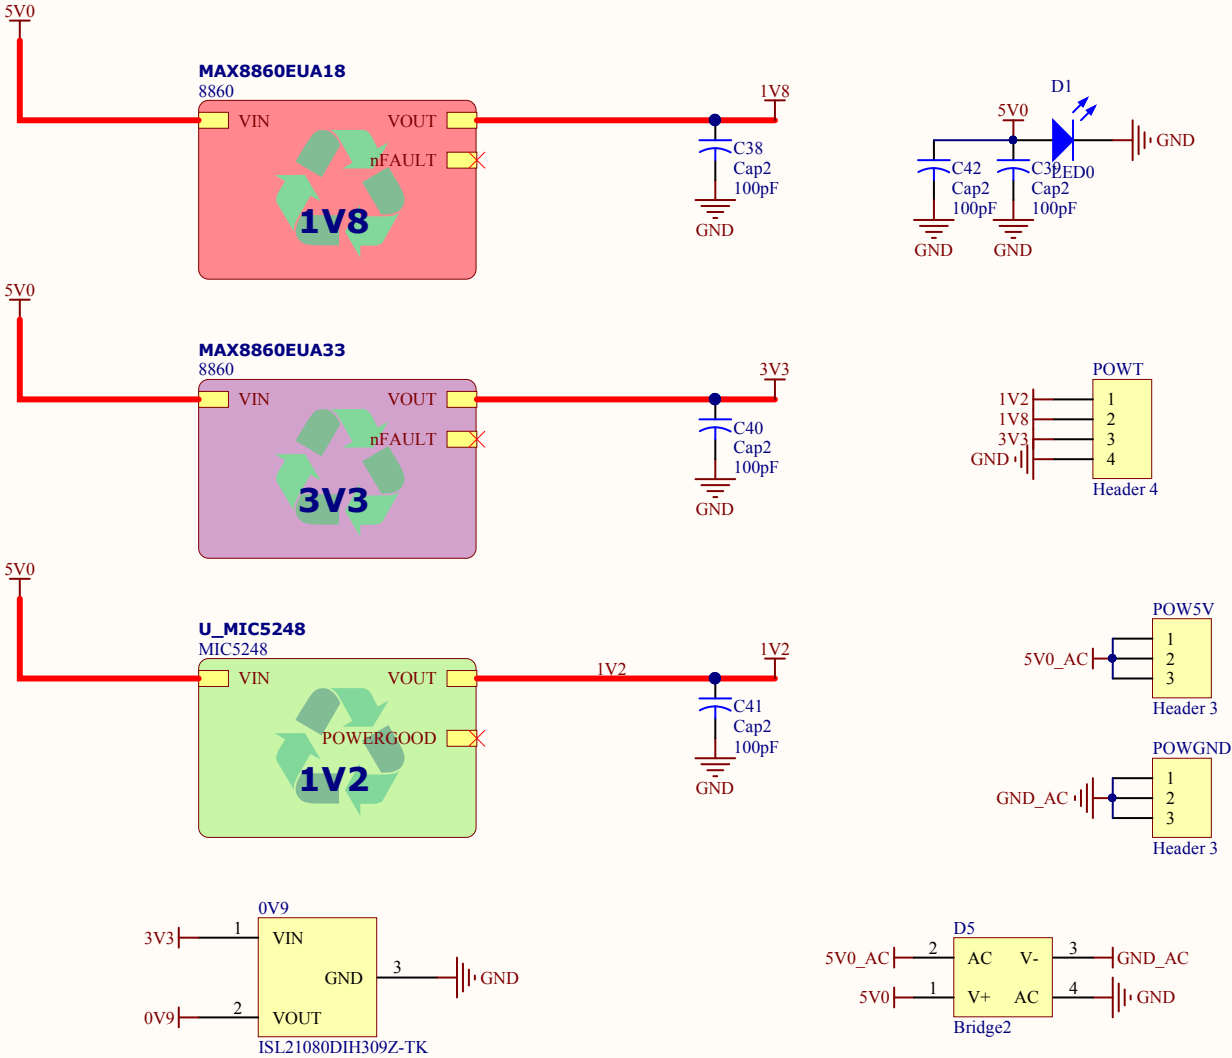 5V0
MAX8860EUA18
8860
VIN
VOUT
nFAULT
1V8
1V8
C38
Cap2
100pF
GND
D1
5V0
LED0
GND
C42
Cap2
100pF
GND
C39
Cap2
100pF
GND
5V0
MAX8860EUA33
8860
VIN
VOUT
nFAULT
3V3
3V3
C40
Cap2
100pF
GND
POWT
1V2 1
1V8 2
3V3 3
GND 4
Header 4
5V0
U_MIC5248
MIC5248
VIN
VOUT
POWERGOOD
1V2
1V2
1V2
C41
Cap2
100pF
GND
POW5V
1
5V0_AC 2
3
Header 3
POWGND
1
GND_AC 2
3
Header 3
0V9
3V3 1 VIN
GND 3 GND
0V9 2 VOUT
ISL21080DIH309Z-TK
D5
5V0_AC 2 AC V- 3 GND_AC
5V0 1 V+ AC 4 GND
Bridge2